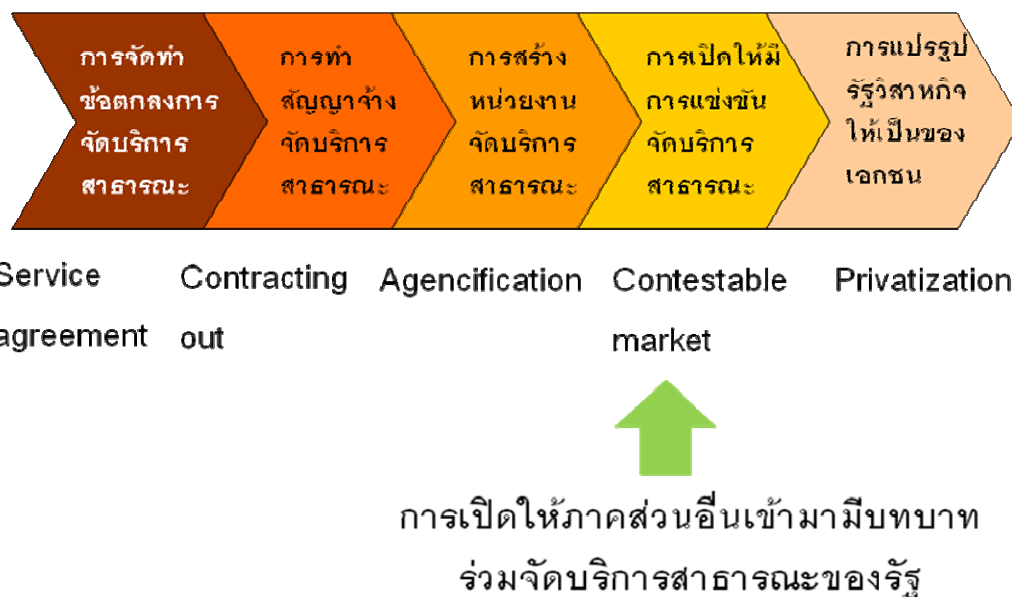 การจัดทำ
ข้อตกลงการ
จัดบริการ
สาธารณะ
การทำ
สัญญาจ้าง
จัดบริการ
สาธารณะ
การสร้าง
หน่วยงาน
จัดบริการ
สาธารณะ
การเปิดให้มี
การแข่งขัน
จัดบริการ
สาธารณะ
การแปรรูป
รัฐวิสาหกิจ
ให้เป็นของ
เอกชน
Service
agreement
Contracting
out
Agencification
Contestable
market
Privatization
การเปิดให้ภาคส่วนอื่นเข้ามามีบทบาท
ร่วมจัดบริการสาธารณะของรัฐ